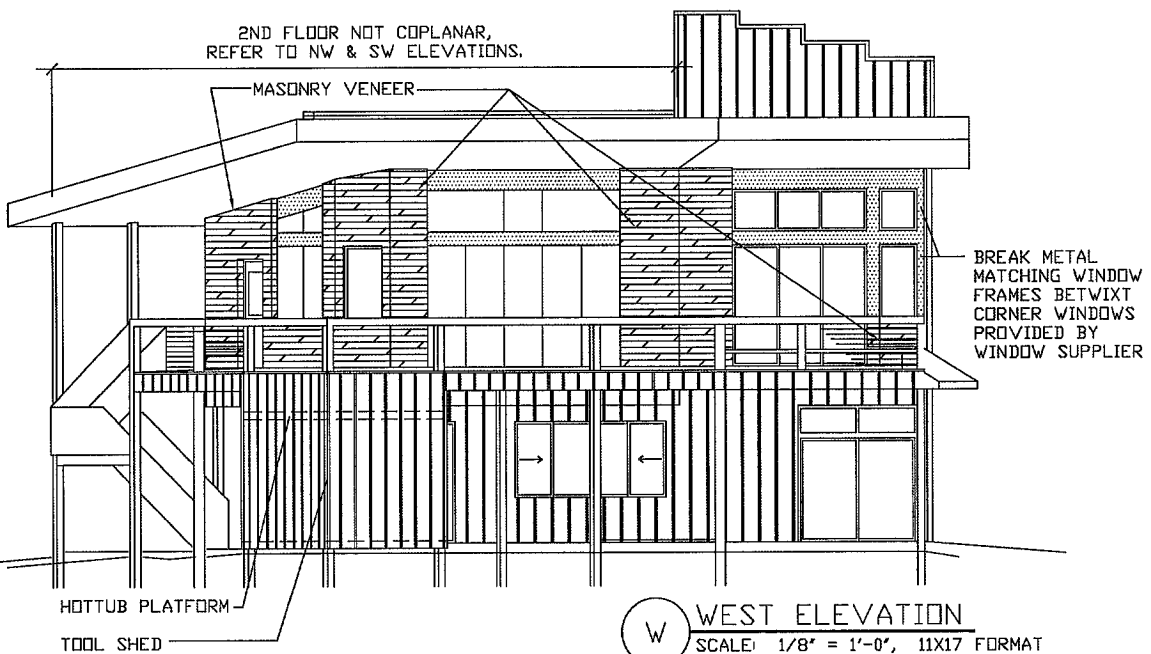 2ND FLOOR NOT COPLANAR,
REFER TO NW & SW ELEVATIONS.
MASONRY VENEER
BREAK METAL
MATCHING WINDOW
FRAMES BETWIXT
CORNER WINDOWS
PROVIDED BY
WINDOW SUPPLIER
HOTTUB PLATFORM
TOOL SHED
W
WEST ELEVATION
SCALE: 1/8" = 1'-0", 11X17 FORMAT